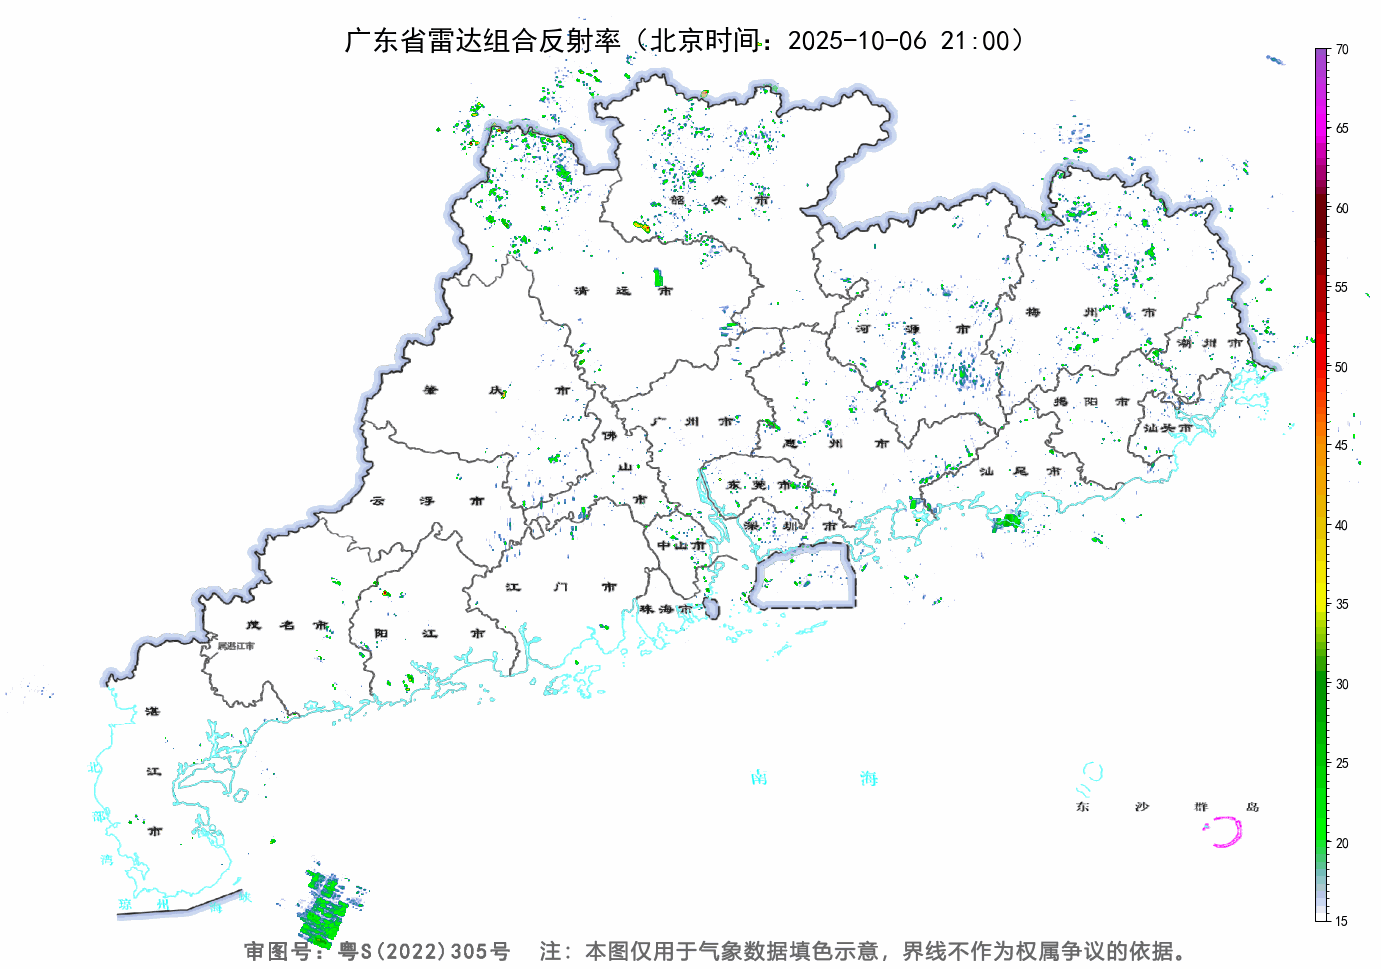 广东省雷达组合反射率（北京时间：2025-10-06 21:00）
70
65
60
55
50
45
40
35
30
25
20
15
韶关市
清远市
河源市
梅州市
潮州市
肇庆市
广州市
揭阳市
汕头市
佛山市
惠州市
汕尾市
云浮市
东莞市
深圳市
中山市
江门市
珠海市
茂名市
阳江市
属湛江市
湛江市
北部湾
琼州海峡
南海
东沙群岛
审图号：粤S(2022)305号 注：本图仅用于气象数据填色示意，界线不作为权属争议的依据。